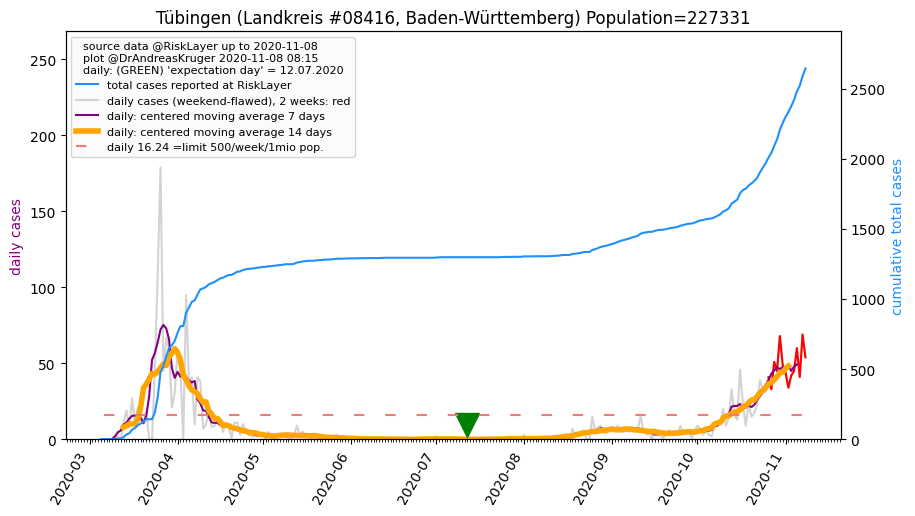 Tübingen (Landkreis #08416, Baden-Württemberg) Population=227331
source data @RiskLayer up to 2020-11-08
plot @DrAndreasKruger 2020-11-08 08:15
daily: (GREEN) 'expectation day' = 12.07.2020
total cases reported at RiskLayer
daily cases (weekend-flawed), 2 weeks: red
daily: centered moving average 7 days
daily: centered moving average 14 days
daily 16.24 =limit 500/week/1mio pop.
daily cases
250
200
150
100
50
0
cumulative total cases
2500
2000
1500
1000
500
0
2020-03
2020-04
2020-05
2020-06
2020-07
2020-08
2020-09
2020-10
2020-11